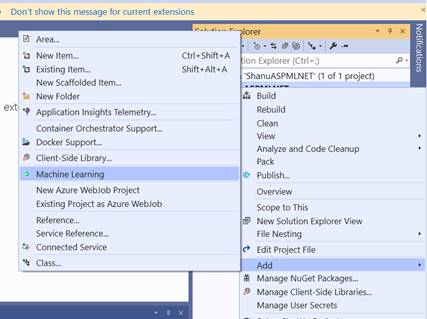 Don't show this message for current extensions
Solution Explorer
Explorer (Ctrl+;)
'ShanuASPMLNET' (1 of 1 project)
Notifications
Area...
New Item... Ctrl+Shift+A
Existing Item... Shift+Alt+A
New Scaffolded Item...
New Folder
Application Insights Telemetry...
Container Orchestrator Support...
Docker Support...
Client-Side Library...
Machine Learning
New Azure WebJob Project
Existing Project as Azure WebJob
Reference...
Service Reference...
Connected Service
Class...
Build
Rebuild
Clean
View
Analyze and Code Cleanup
Pack
Publish...
Overview
Scope to This
New Solution Explorer View
File Nesting
Edit Project File
Add
Manage NuGet Packages...
Manage Client-Side Libraries...
Manage User Secrets